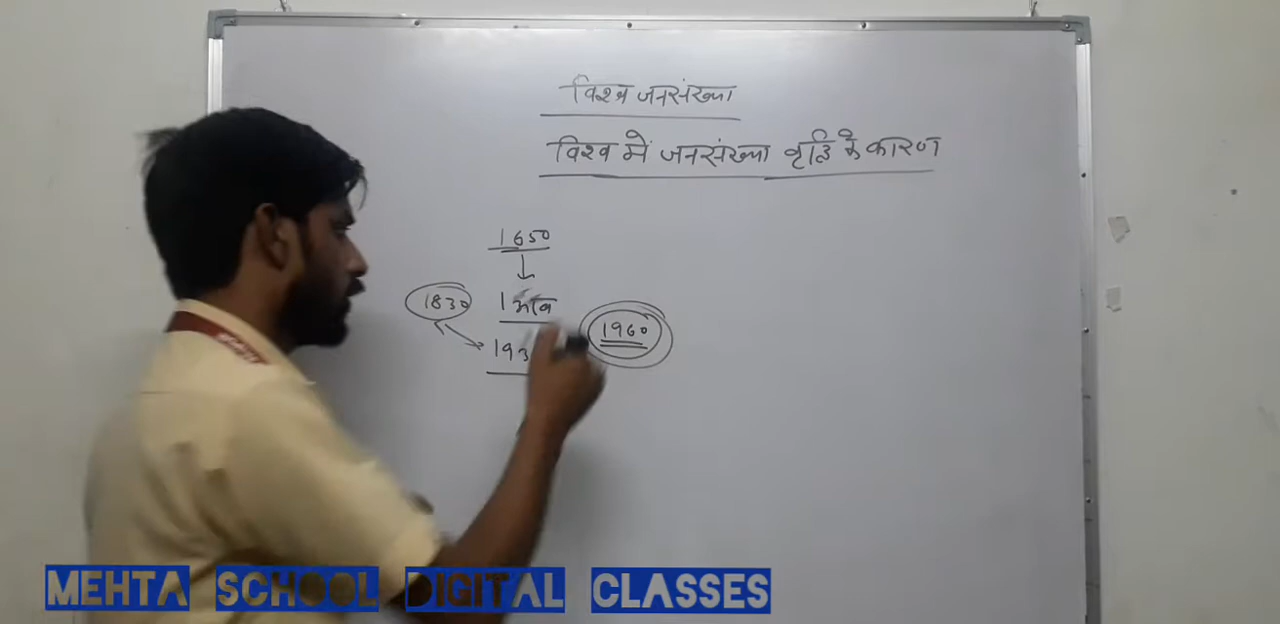 विश्व जनसंख्या
विश्व में जनसंख्या वृद्धि के कारण
1650
1830
1960
MEHTA SCHOOL DIGITAL CLASSES